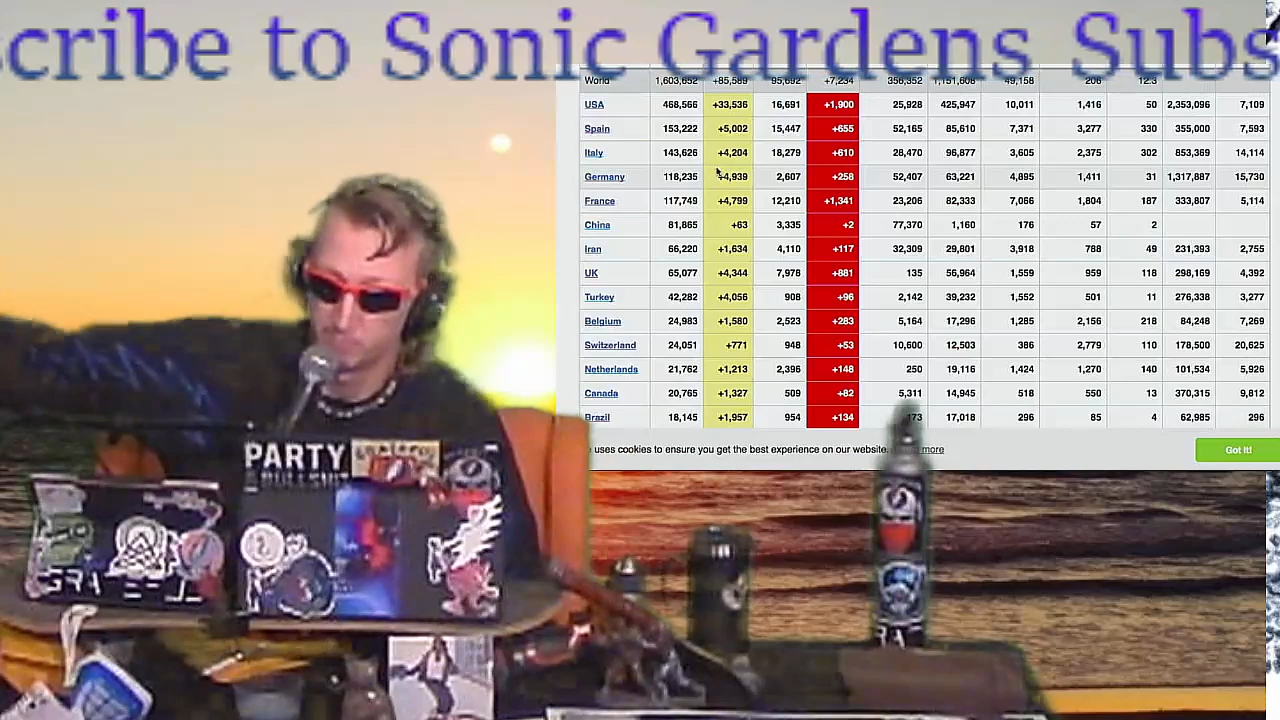 scribe to Sonic Gardens Subs
World 1,603,652 +85,589 95,692 +7,234 356,352 1,151,608 49,158 206 12.3
USA 468,566 +33,536 16,691 +1,900 25,928 425,947 10,011 1,416 50 2,353,096 7,109
Spain 153,222 +5,002 15,447 +655 52,165 85,610 7,371 3,277 330 355,000 7,593
Italy 143,626 +4,204 18,279 +610 28,470 96,877 3,605 2,375 302 853,369 14,114
Germany 118,235 +4,939 2,607 +258 52,407 63,221 4,895 1,411 31 1,317,887 15,730
France 117,749 +4,799 12,210 +1,341 23,206 82,333 7,066 1,804 187 333,807 5,114
China 81,865 +63 3,335 +2 77,370 1,160 176 57 2
Iran 66,220 +1,634 4,110 +117 32,309 29,801 3,918 788 49 231,393 2,755
UK 65,077 +4,344 7,978 +881 135 56,964 1,559 959 118 298,169 4,392
Turkey 42,282 +4,056 908 +96 2,142 39,232 1,552 501 11 276,338 3,277
Belgium 24,983 +1,580 2,523 +283 5,164 17,296 1,285 2,156 218 84,248 7,269
Switzerland 24,051 +771 948 +53 10,600 12,503 386 2,779 110 178,500 20,625
Netherlands 21,762 +1,213 2,396 +148 250 19,116 1,424 1,270 140 101,534 5,926
Canada 20,765 +1,327 509 +82 5,311 14,945 518 550 13 370,315 9,812
Brazil 18,145 +1,957 954 +134 173 17,018 296 85 4 62,985 296
uses cookies to ensure you get the best experience on our website. more
Got it!
PARTY